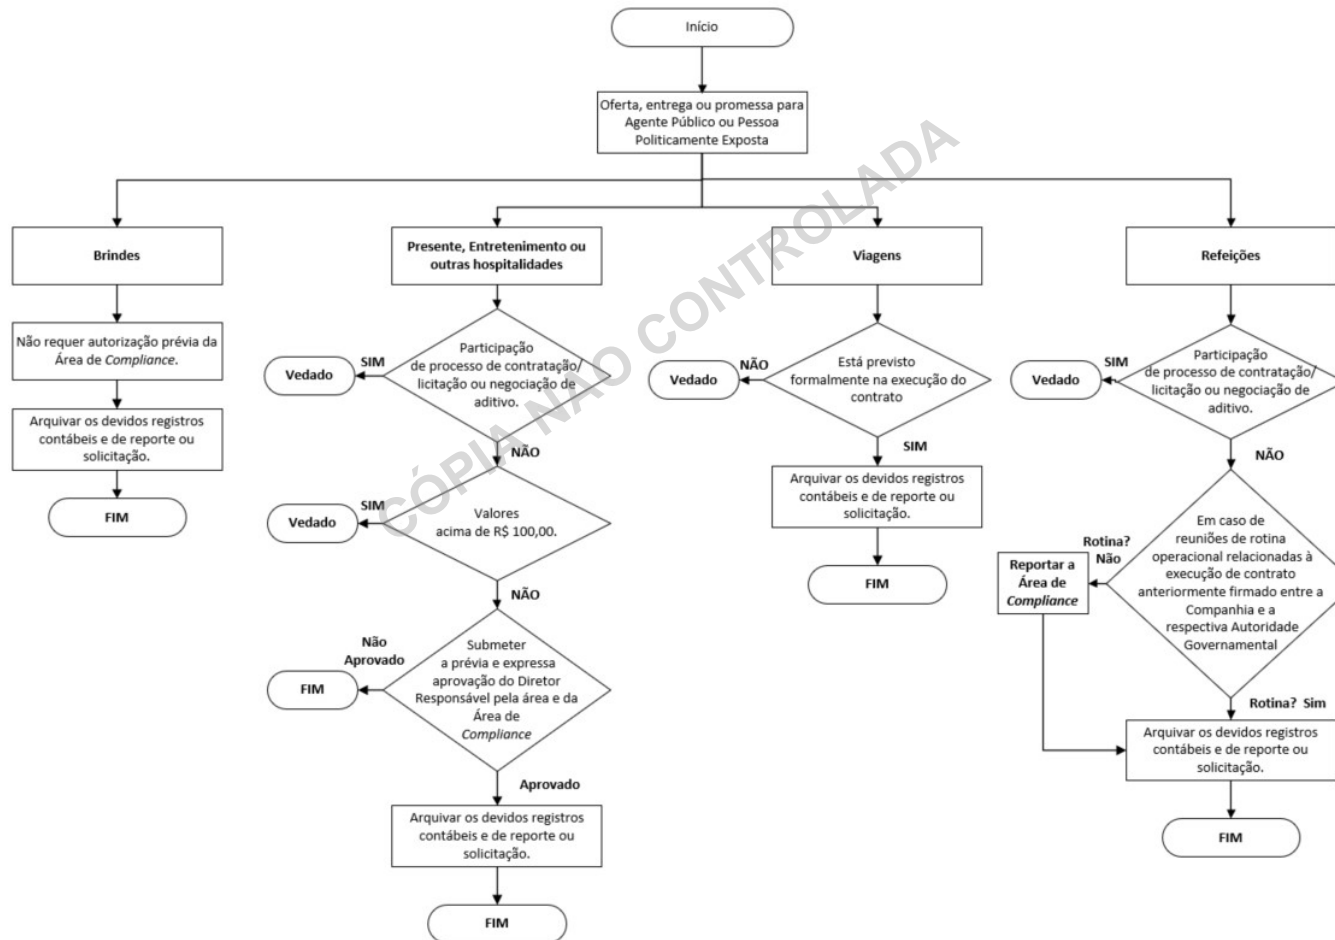 Início
Oferta, entrega ou promessa para
Agente Público ou Pessoa
Politicamente Exposta
Brindes
Não requer autorização prévia da
Área de Compliance.
Arquivar os devidos registros
contábeis e de reporte ou
solicitação.
FIM
Presente, Entretenimento ou
outras hospitalidades
Participação
de processo de contratação/
licitação ou negociação de
aditivo.
SIM
Vedado
NÃO
Valores
acima de R$ 100,00.
SIM
Vedado
NÃO
Submeter
a prévia e expressa
aprovação do Diretor
Responsável pela área e da
Área de
Compliance
Não
Aprovado
FIM
Aprovado
Arquivar os devidos registros
contábeis e de reporte ou
solicitação.
FIM
Viagens
Está previsto
formalmente na execução do
contrato
NÃO
Vedado
SIM
Arquivar os devidos registros
contábeis e de reporte ou
solicitação.
FIM
Refeições
Participação
de processo de contratação/
licitação ou negociação de
aditivo.
SIM
Vedado
NÃO
Em caso de
reuniões de rotina
operacional relacionadas à
execução de contrato
anteriormente firmado entre a
Companhia e a
respectiva Autoridade
Governamental
Rotina?
Não
Reportar a
Área de
Compliance
Rotina? Sim
Arquivar os devidos registros
contábeis e de reporte ou
solicitação.
FIM
CÓPIA NÃO CONTROLADA